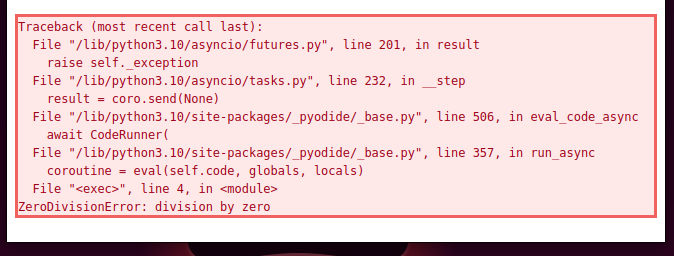 Traceback (most recent call last):
  File "/lib/python3.10/asyncio/futures.py", line 201, in result
    raise self._exception
  File "/lib/python3.10/asyncio/tasks.py", line 232, in __step
    result = coro.send(None)
  File "/lib/python3.10/site-packages/_pyodide/_base.py", line 506, in eval_code_async
    await CodeRunner(
  File "/lib/python3.10/site-packages/_pyodide/_base.py", line 357, in run_async
    coroutine = eval(self.code, globals, locals)
  File "<exec>", line 4, in <module>
ZeroDivisionError: division by zero